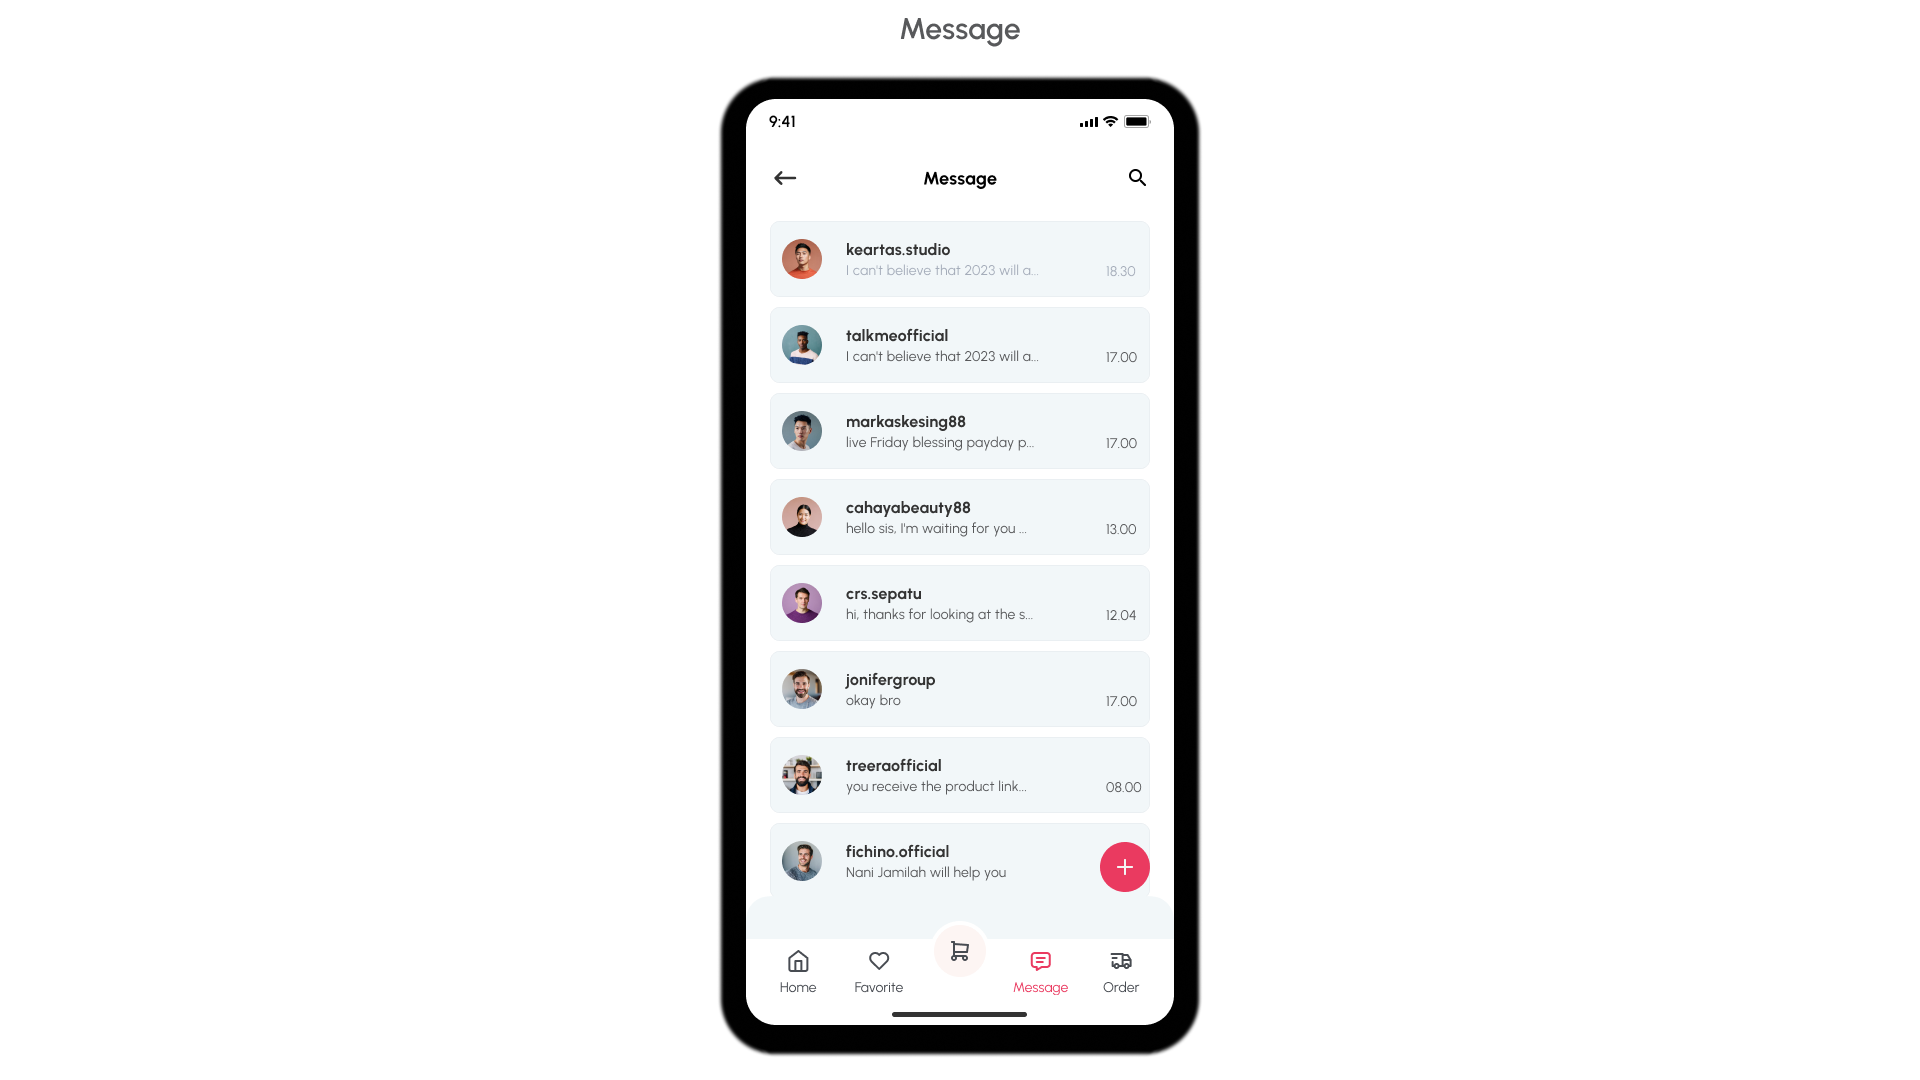 Message
9:41
Message
keartas.studio
I can't believe that 2023 will a...
18.30
talkmeofficial
I can't believe that 2023 will a...
17.00
markaskesing88
live Friday blessing payday p...
17.00
cahayabeauty88
hello sis, I'm waiting for you ...
13.00
crs.sepatu
hi, thanks for looking at the s...
12.04
jonifergroup
okay bro
17.00
treeraofficial
you receive the product link...
08.00
fichino.official
Nani Jamilah will help you
Home
Favorite
Message
Order